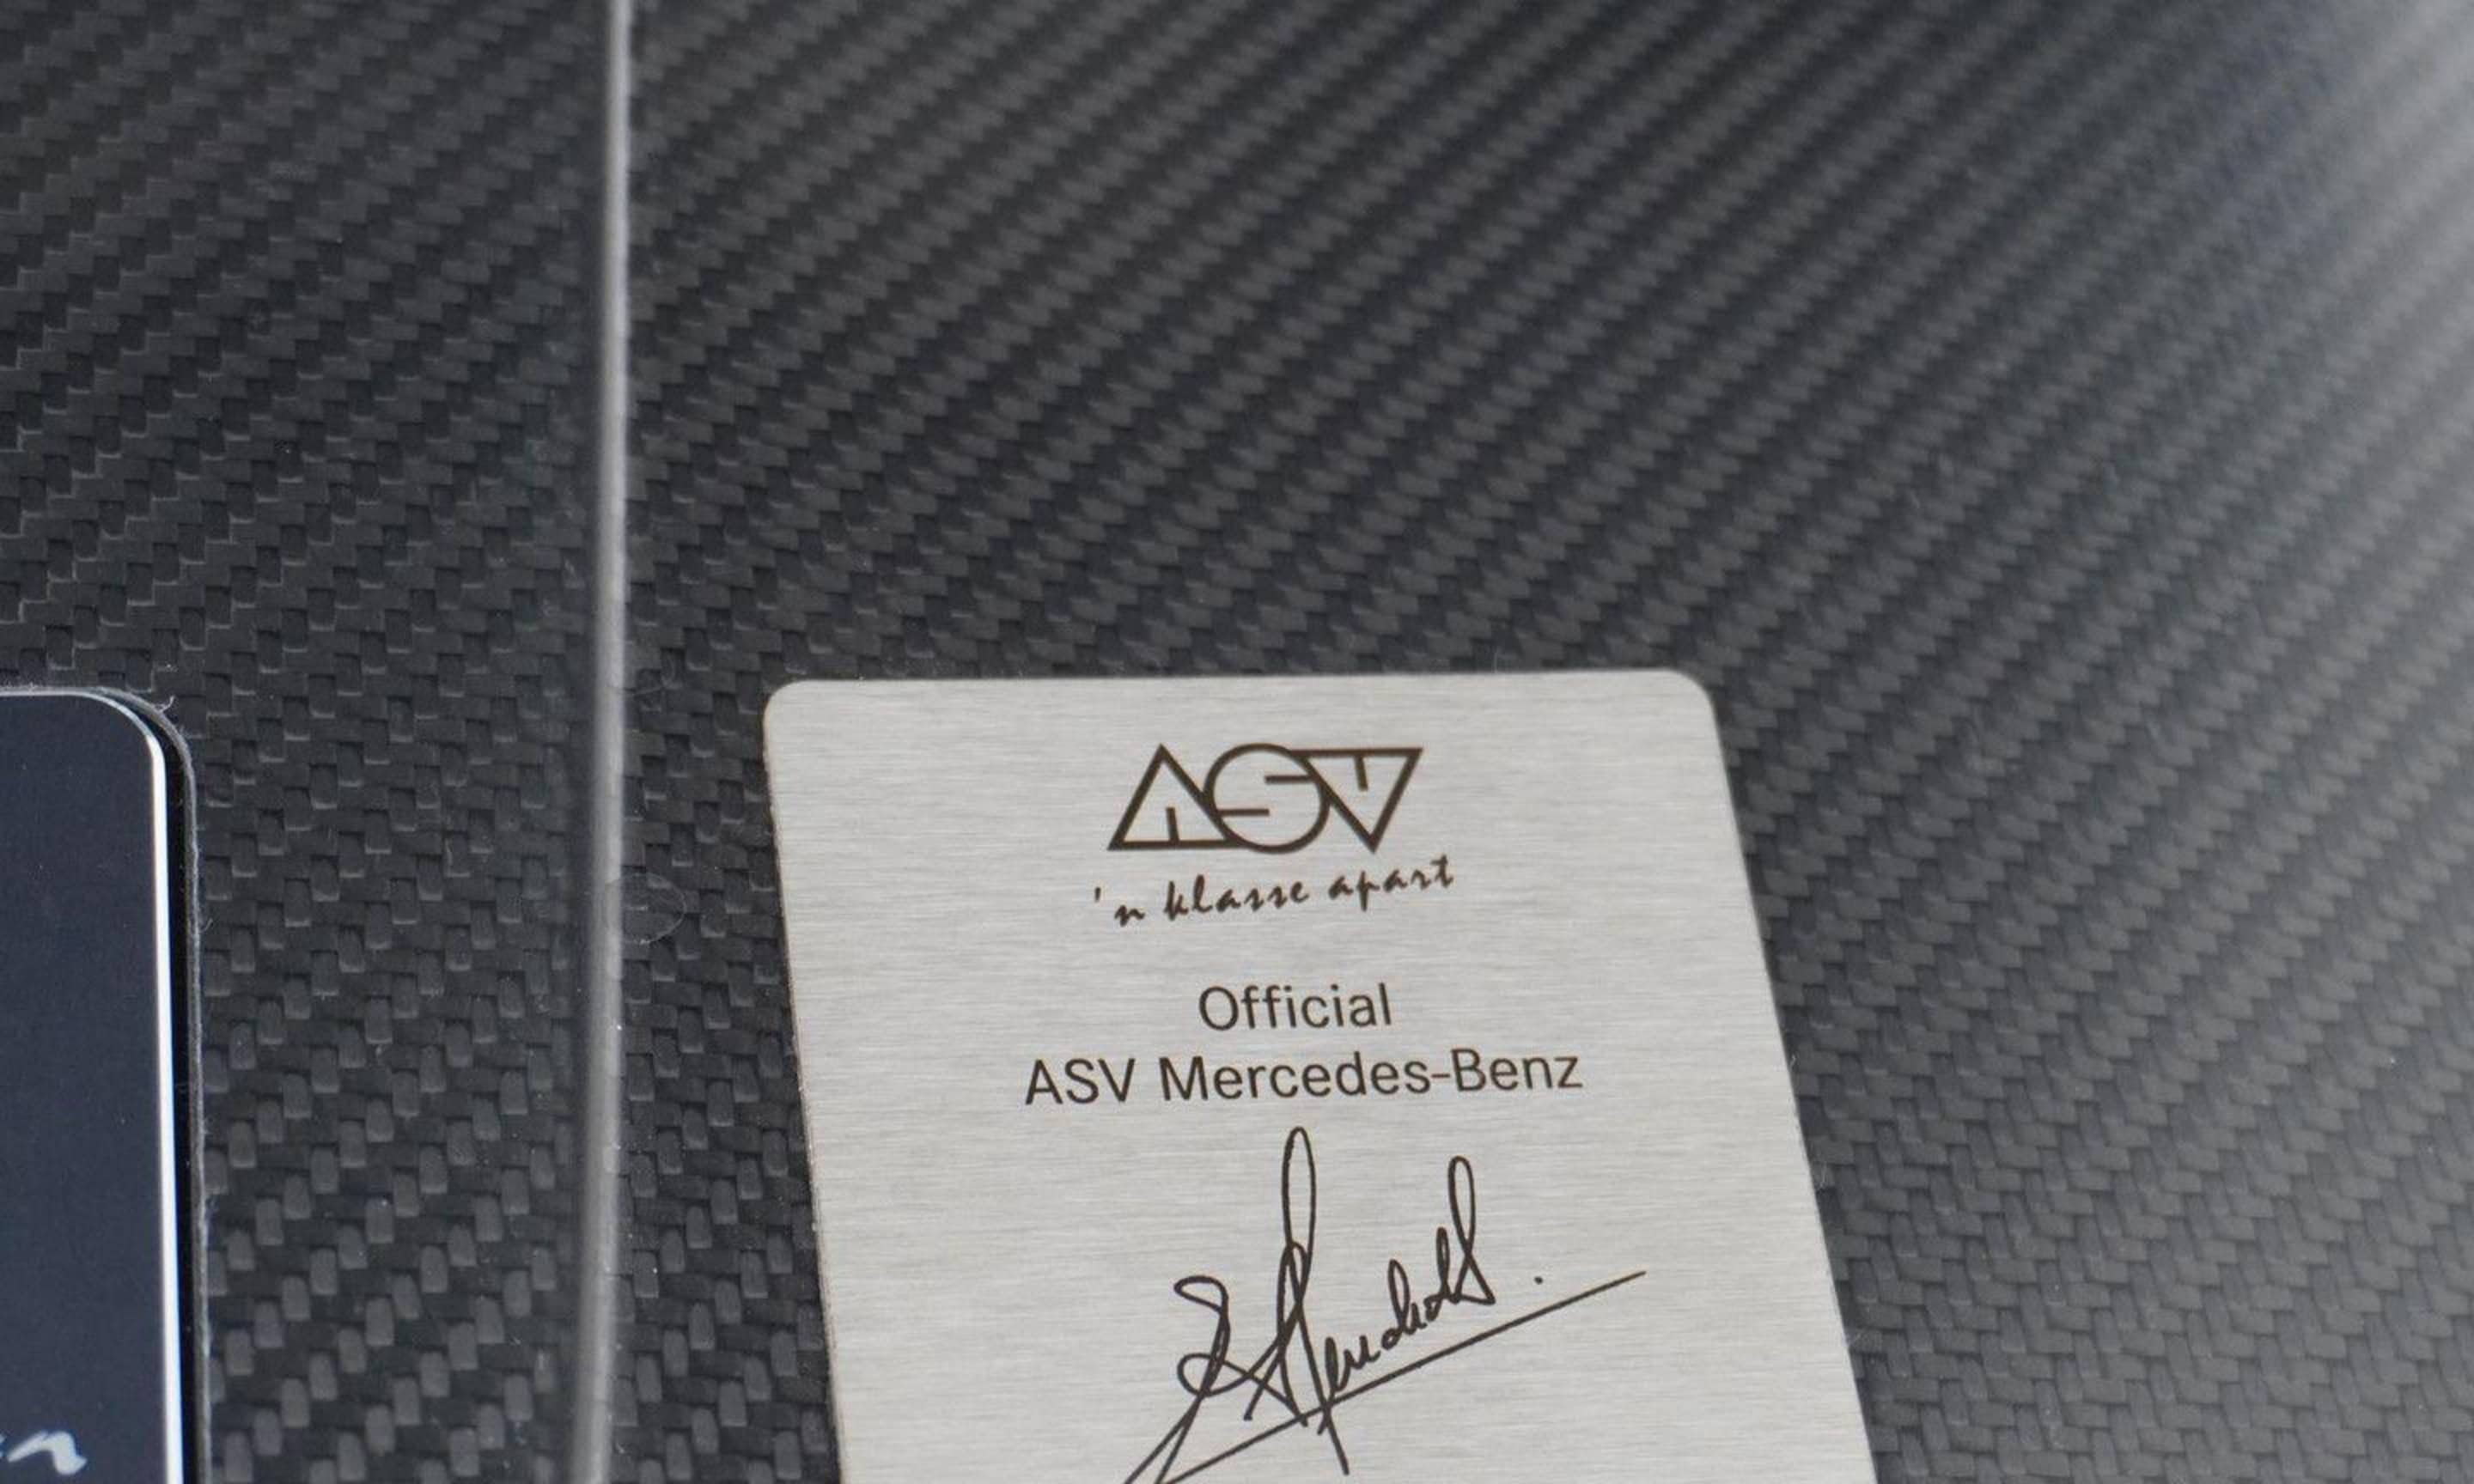 ASV
'n klasse apart
Official
ASV Mercedes-Benz